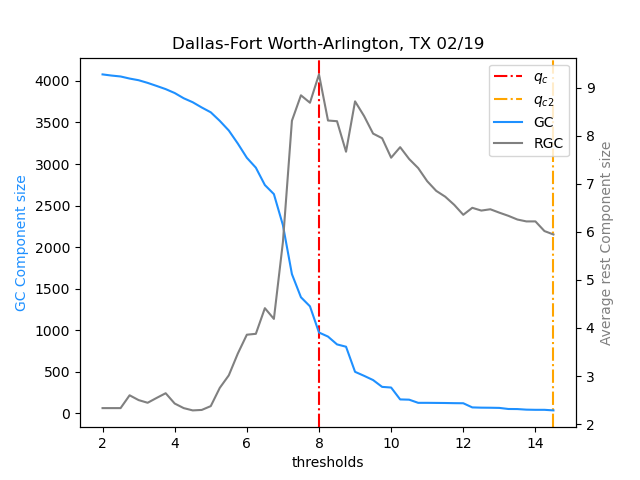 Dallas-Fort Worth-Arlington, TX 02/19
GC Component size
4000
3500
3000
2500
2000
1500
1000
500
0
2 4 6 8 10 12 14
thresholds
9
8
7
6
5
4
3
2
Average rest Component size
q_c
q_c2
GC
RGC